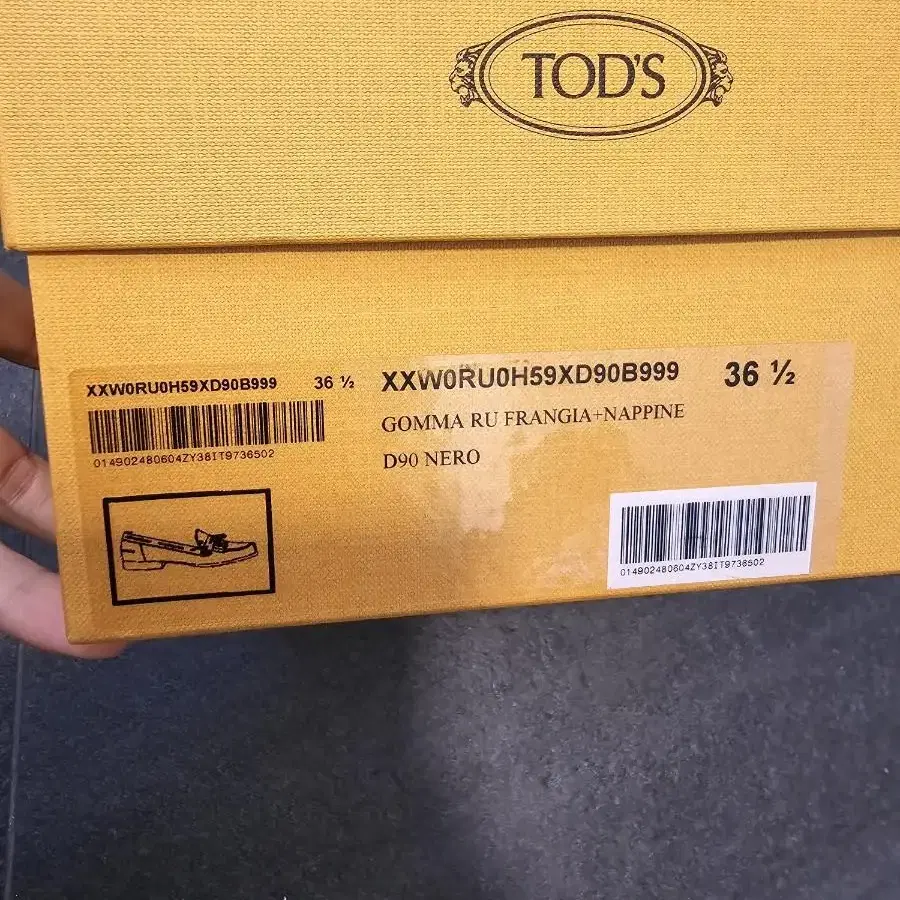 TOD'S
XXW0RU0H59XD90B999 36 ½
014902480604ZY38IT9736502
XXW0RU0H59XD90B999 36 ½
GOMMA RU FRANGIA+NAPPINE
D90 NERO
014902480604ZY38IT9736502